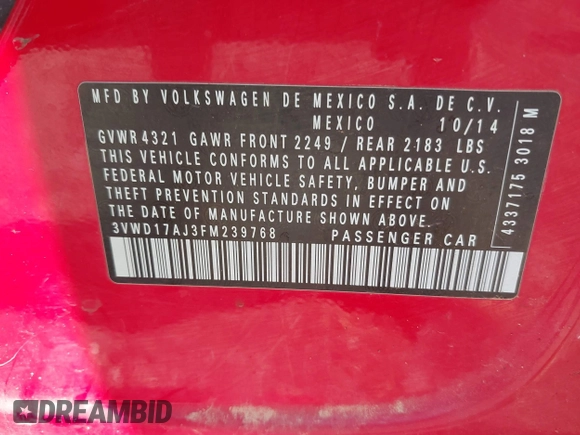 MFD BY VOLKSWAGEN DE MEXICO S.A. DE C.V.
MEXICO 10/14
GVWR 4321 GAWR FRONT 2249 / REAR 2183 LBS
THIS VEHICLE CONFORMS TO ALL APPLICABLE U.S.
FEDERAL MOTOR VEHICLE SAFETY, BUMPER AND
THEFT PREVENTION STANDARDS IN EFFECT ON
THE DATE OF MANUFACTURE SHOWN ABOVE.
3VWD17AJ3FM239768 PASSENGER CAR
4337175 3018 M
DREAMBID